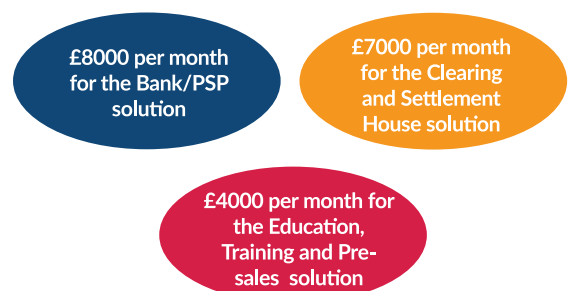 £8000 per month
for the Bank/PSP
solution
£7000 per month
for the Clearing
and Settlement
House solution
£4000 per month for
the Education,
Training and Pre-
sales solution